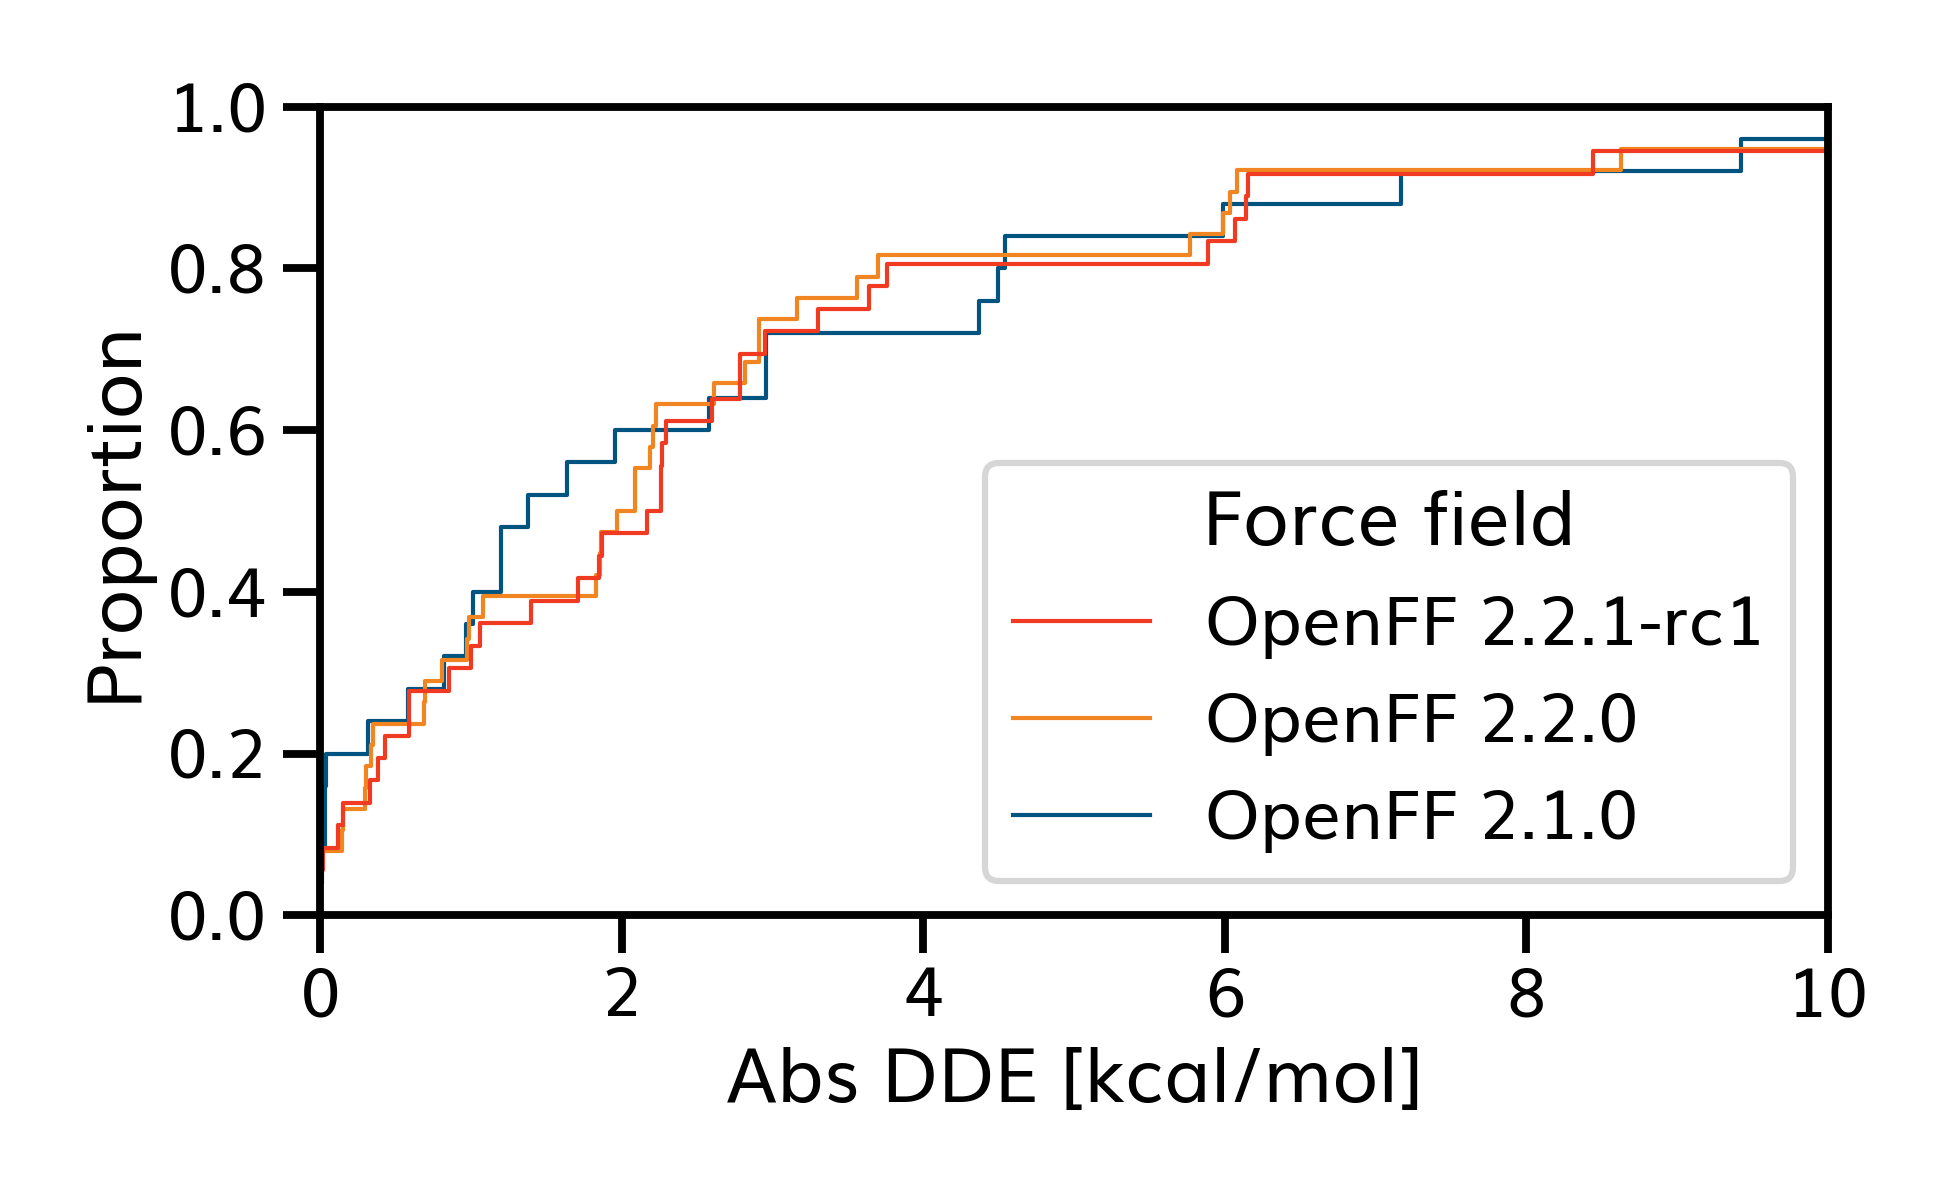 1.0
0.8
0.6
0.4
0.2
0.0
Proportion
0 2 4 6 8 10
Abs DDE [kcal/mol]
Force field
OpenFF 2.2.1-rc1
OpenFF 2.2.0
OpenFF 2.1.0